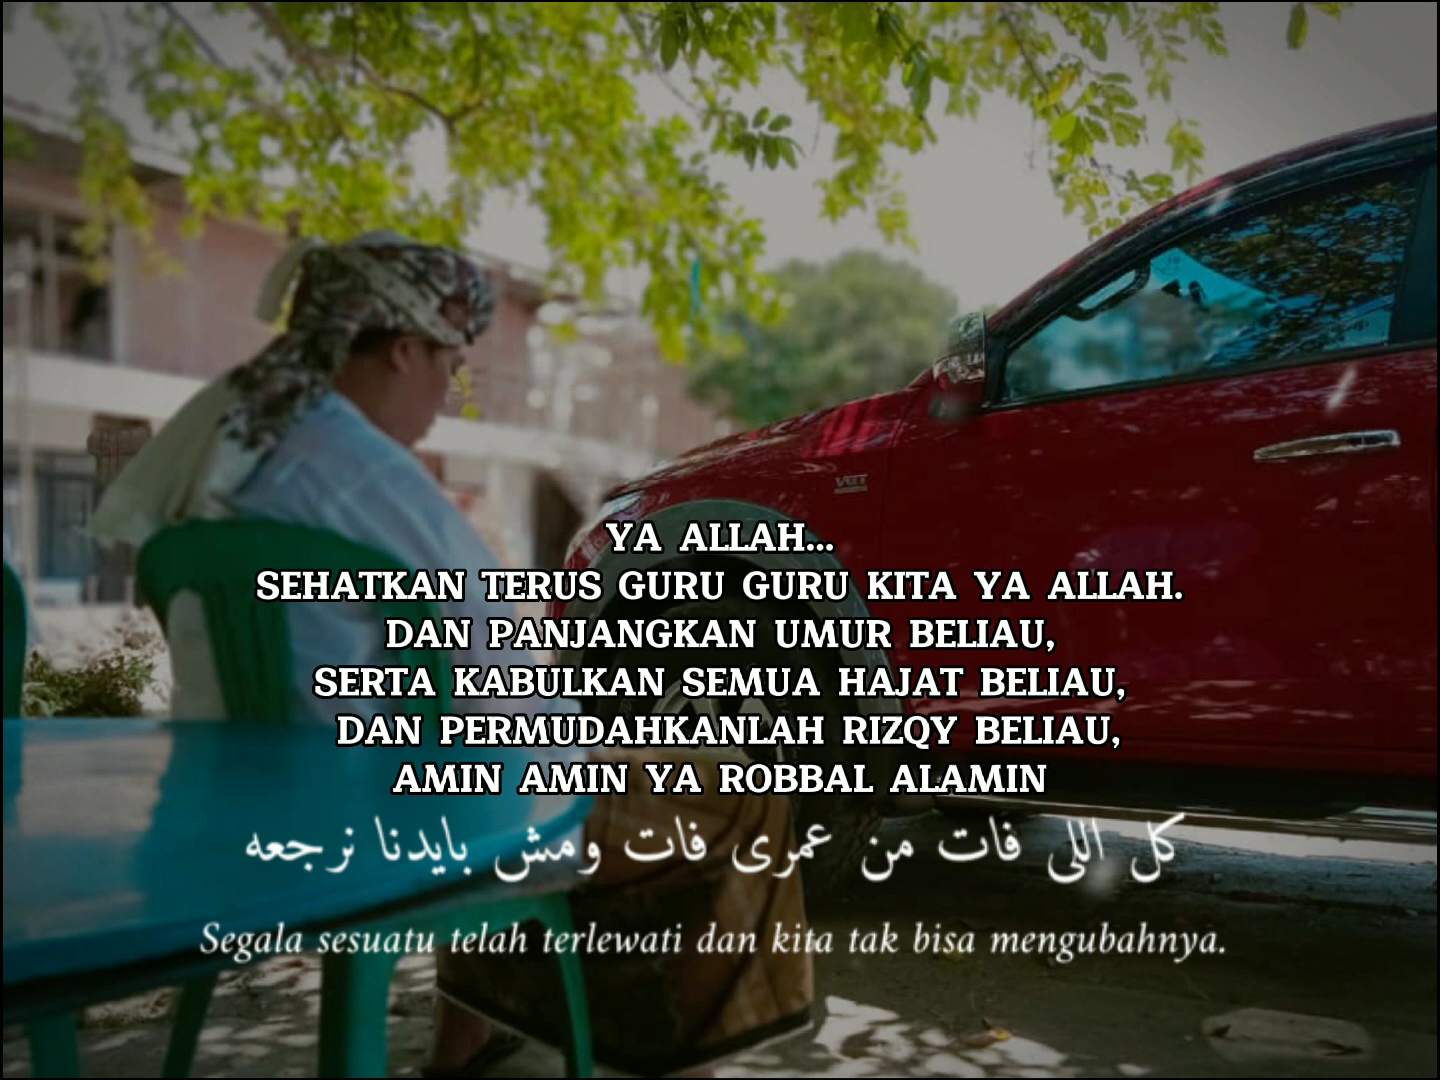 VGT
YA ALLAH...
SEHATKAN TERUS GURU GURU KITA YA ALLAH.
DAN PANJANGKAN UMUR BELIAU,
SERTA KABULKAN SEMUA HAJAT BELIAU,
DAN PERMUDAHKANLAH RIZQY BELIAU,
AMIN AMIN YA ROBBAL ALAMIN
كل اللى فات من عمرى فات ومش بايدنا نرجعه
Segala sesuatu telah terlewati dan kita tak bisa mengubahnya.